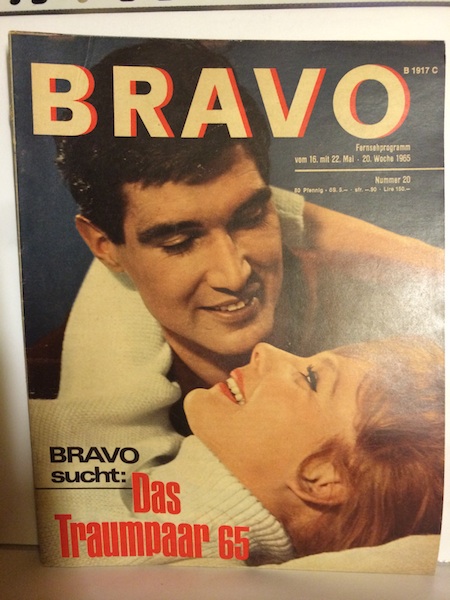 BRAVO
B 1917 C
Fernsehprogramm
vom 16. mit 22. Mai · 20. Woche 1965
Nummer 20
BRAVO
sucht:
Das
Traumpaar 65